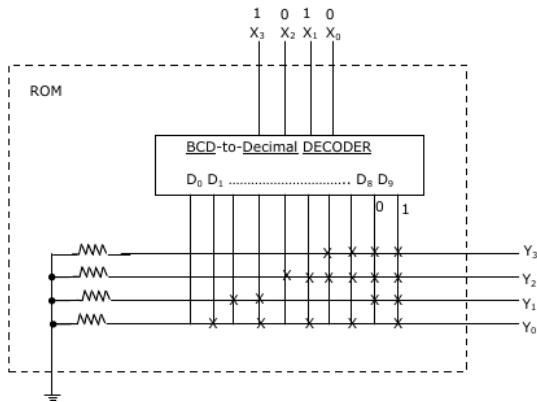 1 0 1 0
X₃ X₂ X₁ X₀
ROM
BCD-to-Decimal DECODER
D₀ D₁ .................................... D₈ D₉
0 1
Y₃
Y₂
Y₁
Y₀